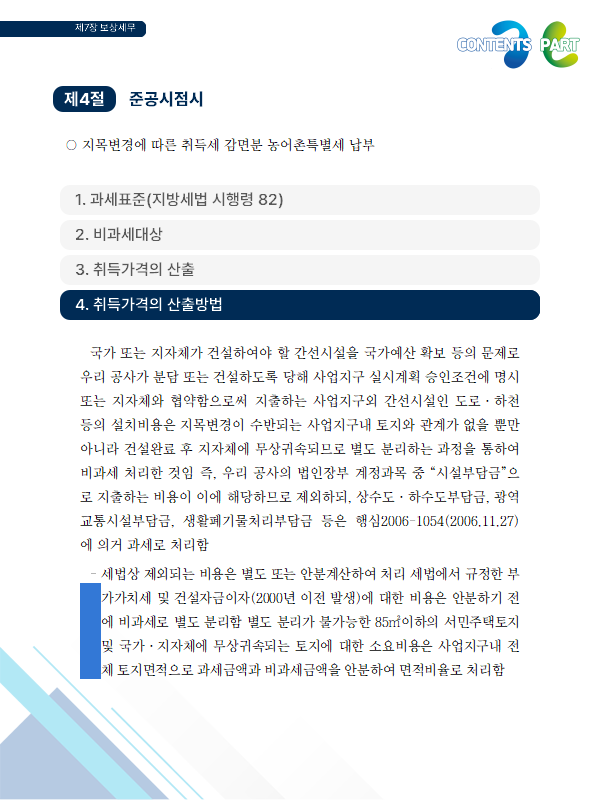 제7장 보상세무
CONTENTS PART
제4절 준공시점시
○ 지목변경에 따른 취득세 감면분 농어촌특별세 납부
1. 과세표준(지방세법 시행령 82)
2. 비과세대상
3. 취득가격의 산출
4. 취득가격의 산출방법
국가 또는 지자체가 건설하여야 할 간선시설을 국가예산 확보 등의 문제로
우리 공사가 분담 또는 건설하도록 당해 사업지구 실시계획 승인조건에 명시
또는 지자체와 협약함으로써 지출하는 사업지구외 간선시설인 도로·하천
등의 설치비용은 지목변경이 수반되는 사업지구내 토지와 관계가 없을 뿐만
아니라 건설완료 후 지자체에 무상귀속되므로 별도 분리하는 과정을 통하여
비과세 처리한 것임 즉, 우리 공사의 법인장부 계정과목 중 “시설부담금”으
로 지출하는 비용이 이에 해당하므로 제외하되, 상수도·하수도부담금, 광역
교통시설부담금, 생활폐기물처리부담금 등은 행심2006-1054(2006.11.27)
에 의거 과세로 처리함
- 세법상 제외되는 비용은 별도 또는 안분계산하여 처리 세법에서 규정한 부
가가치세 및 건설자금이자(2000년 이전 발생)에 대한 비용은 안분하기 전
에 비과세로 별도 분리함 별도 분리가 불가능한 85㎡이하의 서민주택토지
및 국가·지자체에 무상귀속되는 토지에 대한 소요비용은 사업지구내 전
체 토지면적으로 과세금액과 비과세금액을 안분하여 면적비율로 처리함